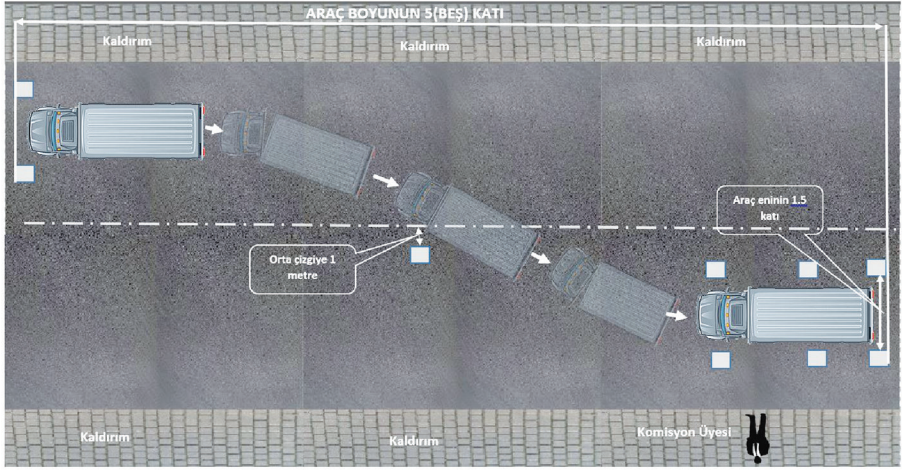 ARAÇ BOYUNUN 5(BEŞ) KATI
Kaldırım
Kaldırım
Kaldırım
Araç eninin 1.5
katı
Orta çizgiye 1
metre
Kaldırım
Kaldırım
Komisyon Üyesi